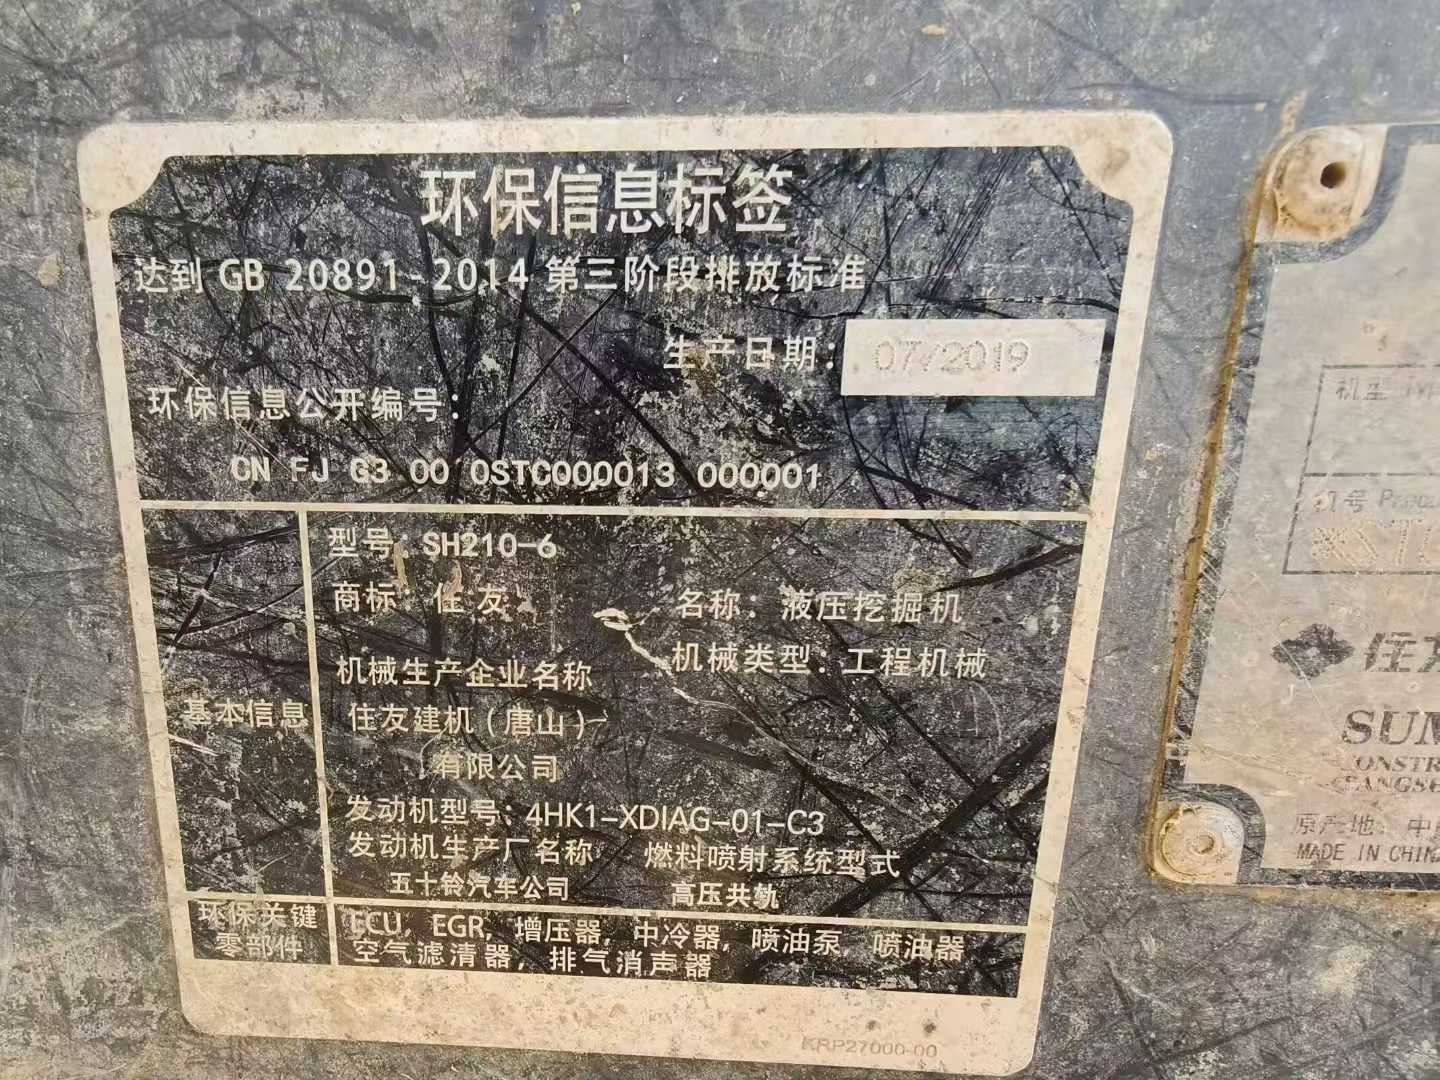 环保信息标签
达到 GB 20891-2014 第三阶段排放标准
生产日期: 07/2019
环保信息公开编号:
CN FJ G3 00 0STC000013 000001
型号: SH210-6
商标: 住友 名称: 液压挖掘机
机械类型: 工程机械
机械生产企业名称
基本信息
住友建机(唐山)
有限公司
发动机型号: 4HK1-XDIAG-01-C3
发动机生产厂名称 燃料喷射系统型式
五十铃汽车公司 高压共轨
环保关键
零部件
ECU, EGR, 增压器, 中冷器, 喷油泵, 喷油器
空气滤清器, 排气消声器
KRP27000-00
机型
机号
住
SUM
CONSTR
原产地: 中
MADE IN CHINA